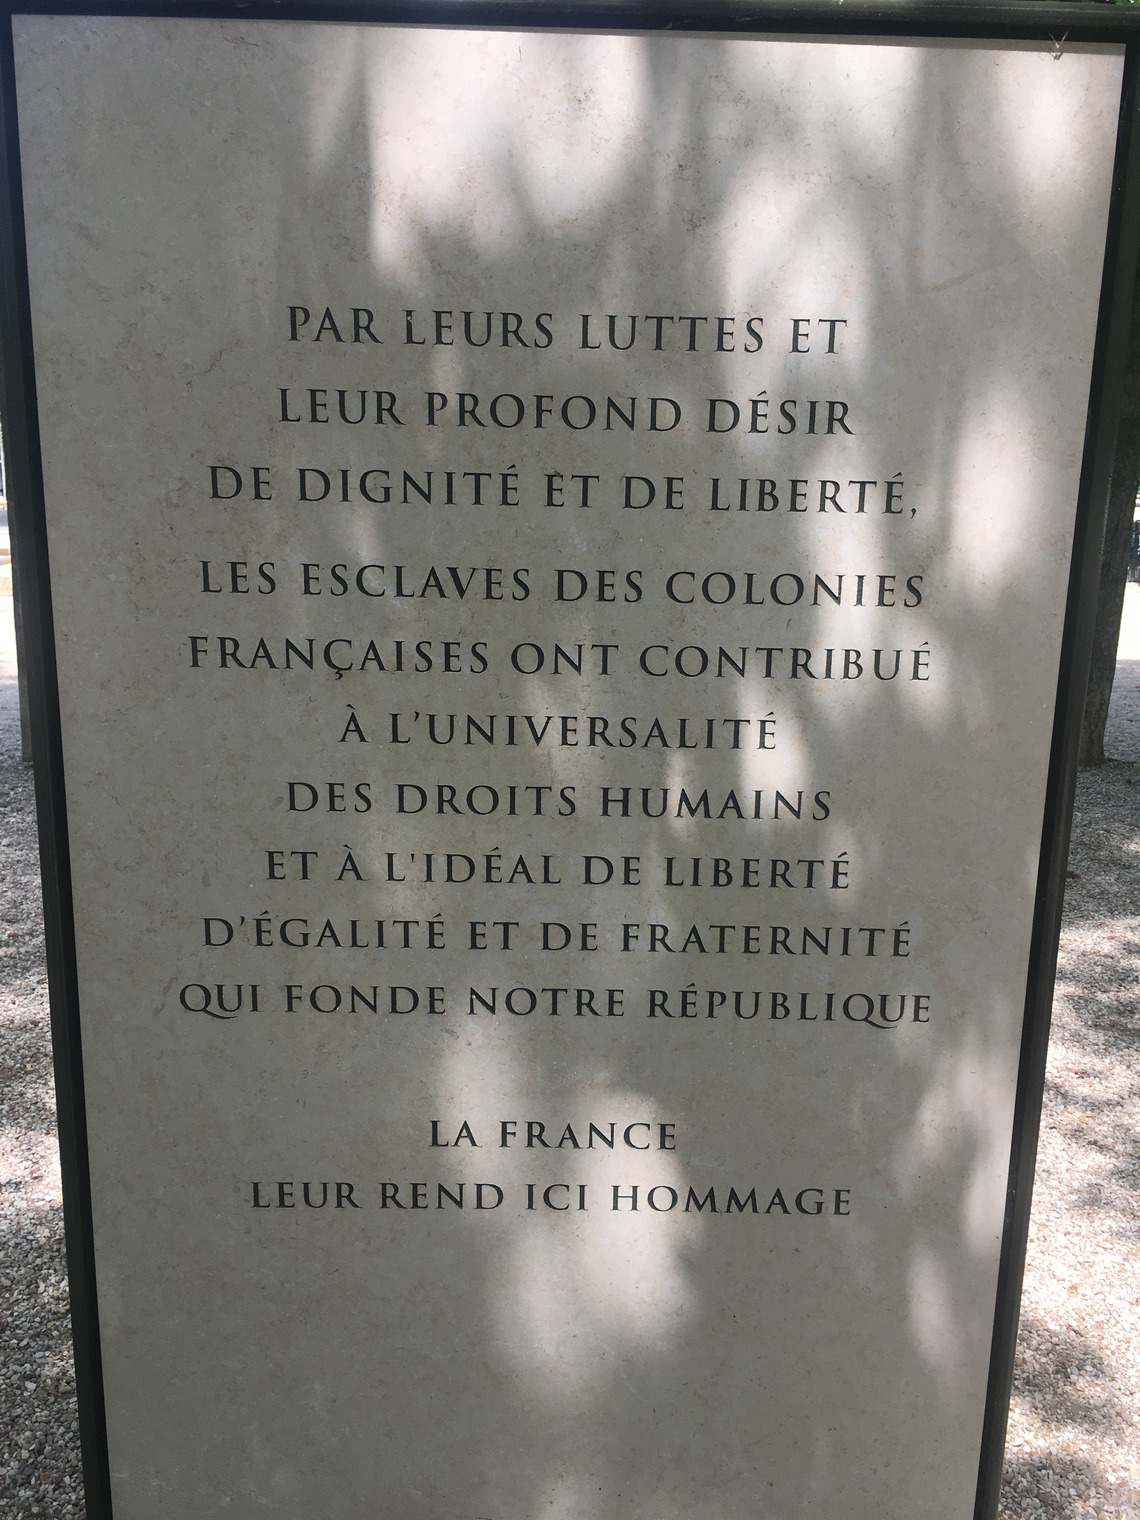 PAR LEURS LUTTES ET
LEUR PROFOND DÉSIR
DE DIGNITÉ ET DE LIBERTÉ,
LES ESCLAVES DES COLONIES
FRANÇAISES ONT CONTRIBUÉ
À L'UNIVERSALITÉ
DES DROITS HUMAINS
ET À L'IDÉAL DE LIBERTÉ
D'ÉGALITÉ ET DE FRATERNITÉ
QUI FONDE NOTRE RÉPUBLIQUE
LA FRANCE
LEUR REND ICI HOMMAGE